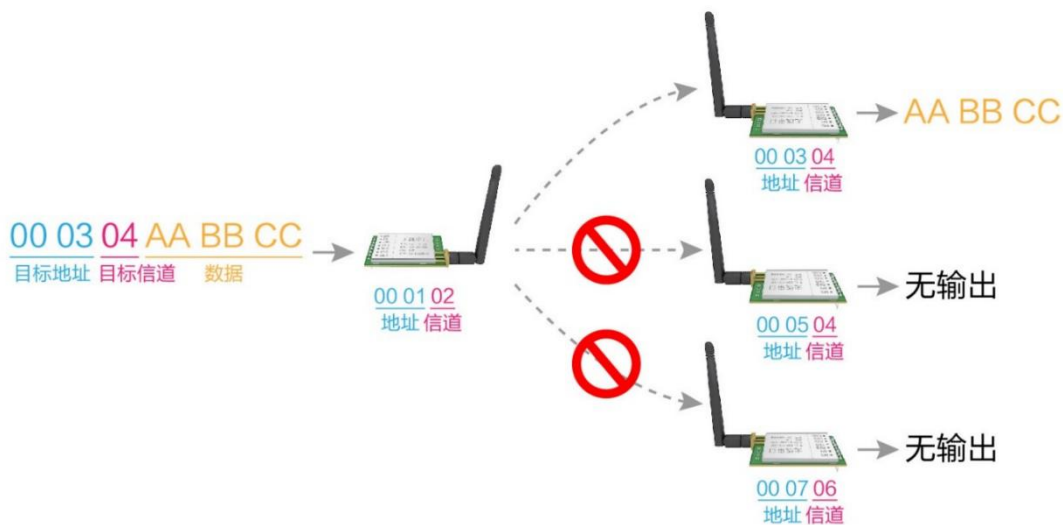 00 03 04 AA BB CC
目标地址 目标信道 数据
00 01 02
地址 信道
AA BB CC
00 03 04
地址 信道
无输出
00 05 04
地址 信道
无输出
00 07 06
地址 信道